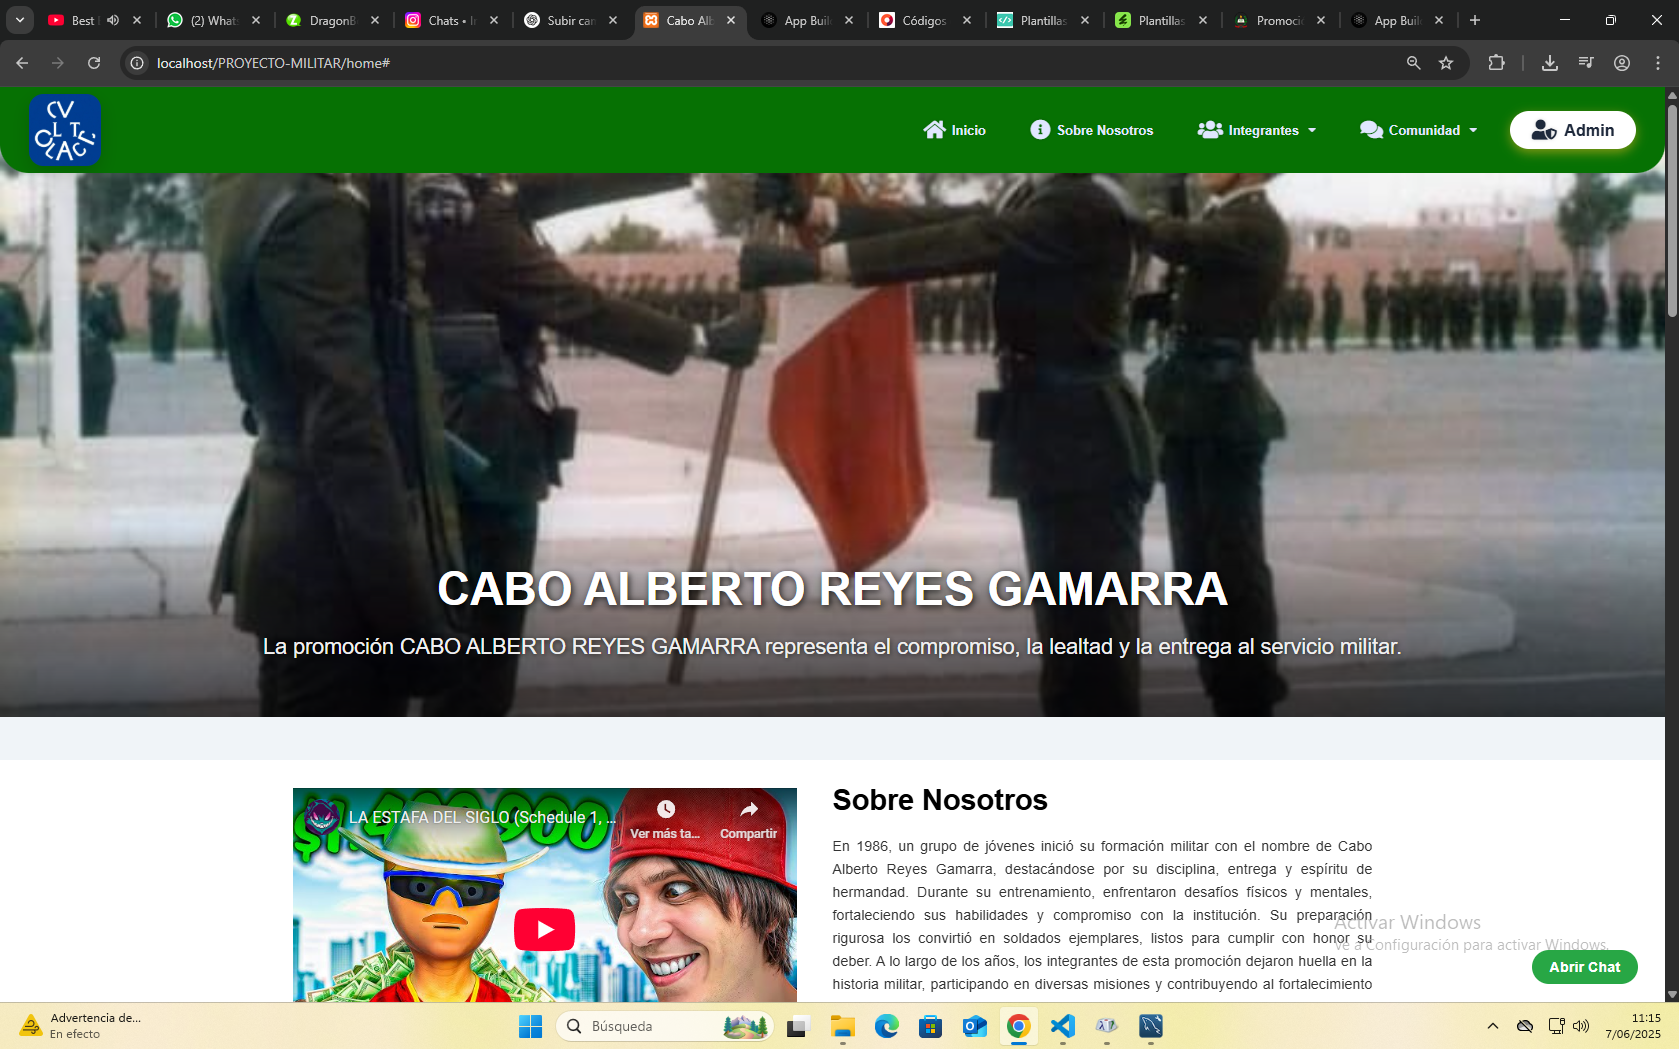 Best
(2) Whats
DragonB
Chats • In
Subir can
Cabo Alb
App Buil
Códigos
Plantillas
Plantillas
Promoci
App Buil
localhost/PROYECTO-MILITAR/home#
CV
LT
Inicio
Sobre Nosotros
Integrantes
Comunidad
Admin
CABO ALBERTO REYES GAMARRA
La promoción CABO ALBERTO REYES GAMARRA representa el compromiso, la lealtad y la entrega al servicio militar.
LA ESTAFA DEL SIGLO (Schedule 1, ...
Ver más ta...
Compartir
Sobre Nosotros
En 1986, un grupo de jóvenes inició su formación militar con el nombre de Cabo
Alberto Reyes Gamarra, destacándose por su disciplina, entrega y espíritu de
hermandad. Durante su entrenamiento, enfrentaron desafíos físicos y mentales,
fortaleciendo sus habilidades y compromiso con la institución. Su preparación
rigurosa los convirtió en soldados ejemplares, listos para cumplir con honor su
deber. A lo largo de los años, los integrantes de esta promoción dejaron huella en la
historia militar, participando en diversas misiones y contribuyendo al fortalecimiento
Activar Windows
Ve a Configuración para activar Windows.
Abrir Chat
Advertencia de...
En efecto
Búsqueda
11:15
7/06/2025